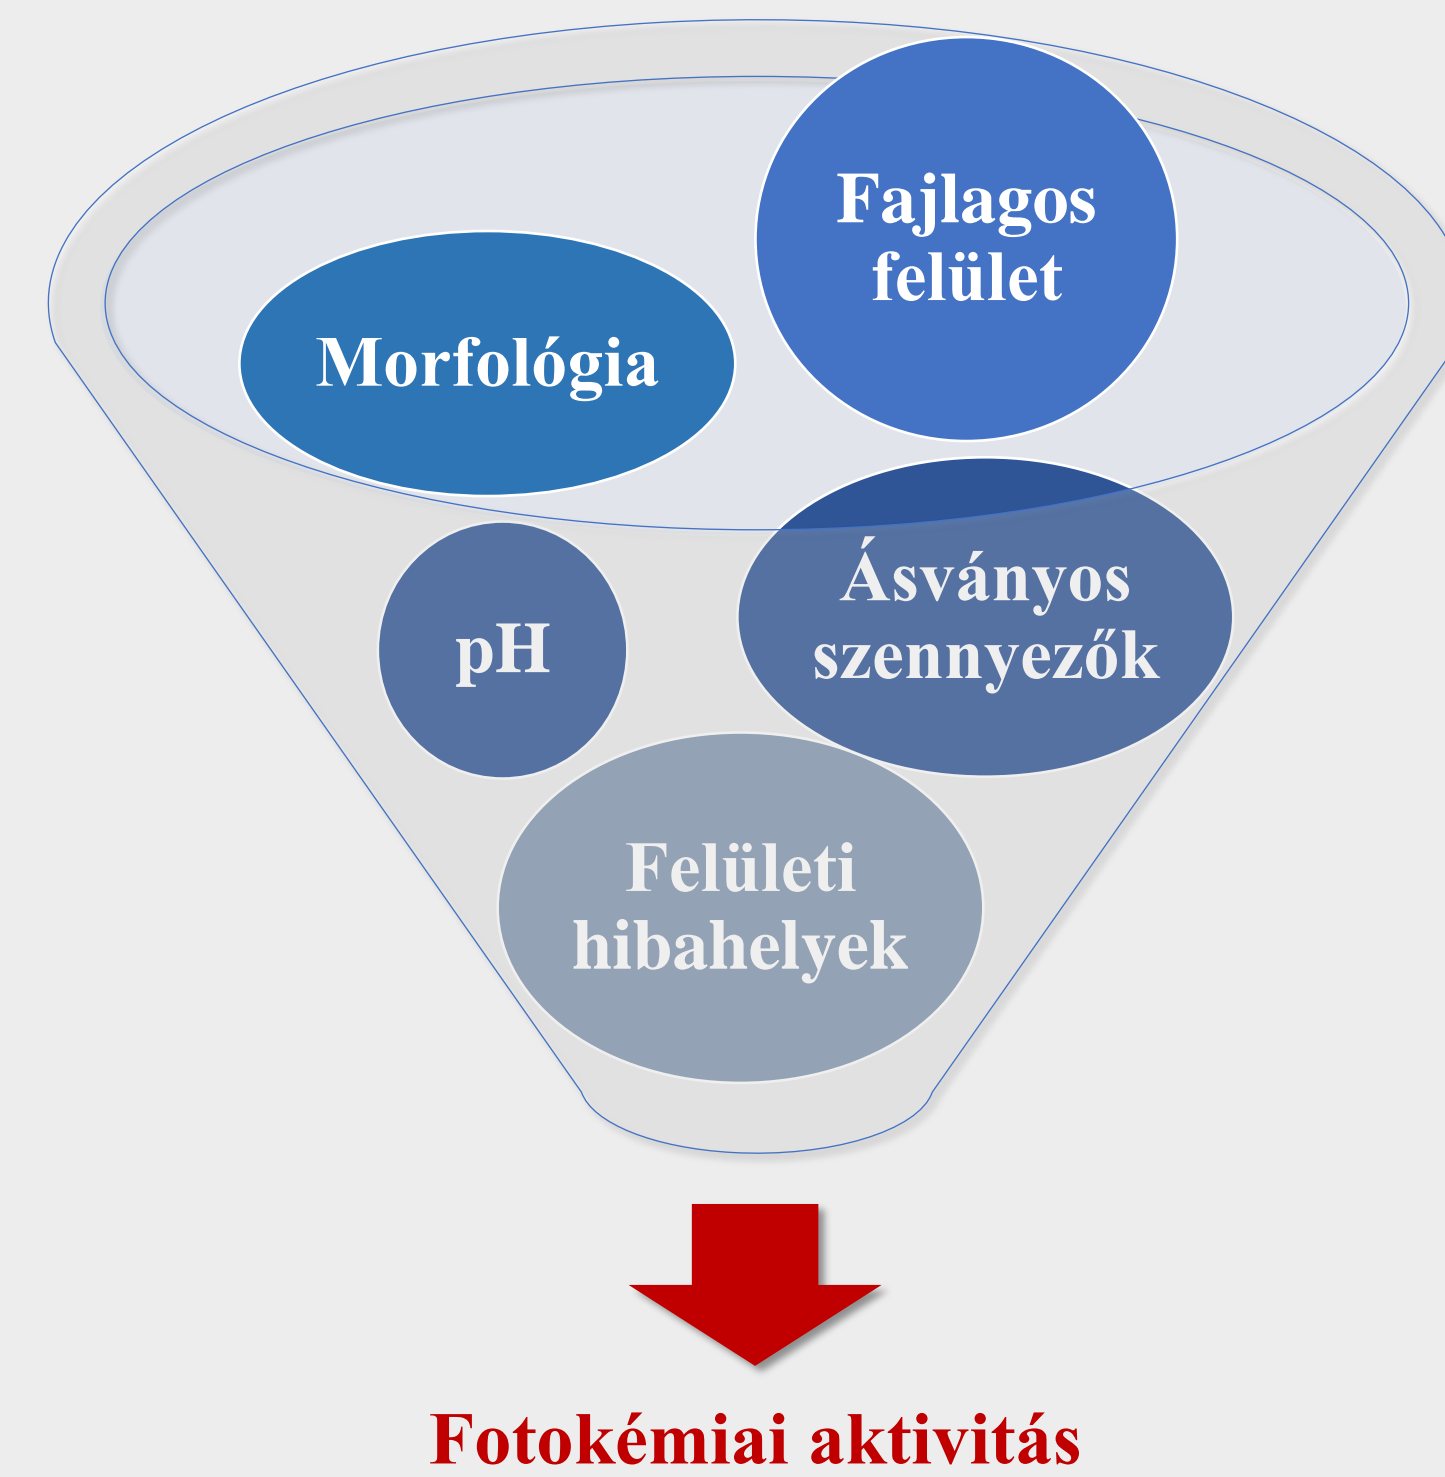 Fajlagos
felület
Morfológia
Ásványos
szennyezők
pH
Felületi
hibahelyek
Fotokémiai aktivitás